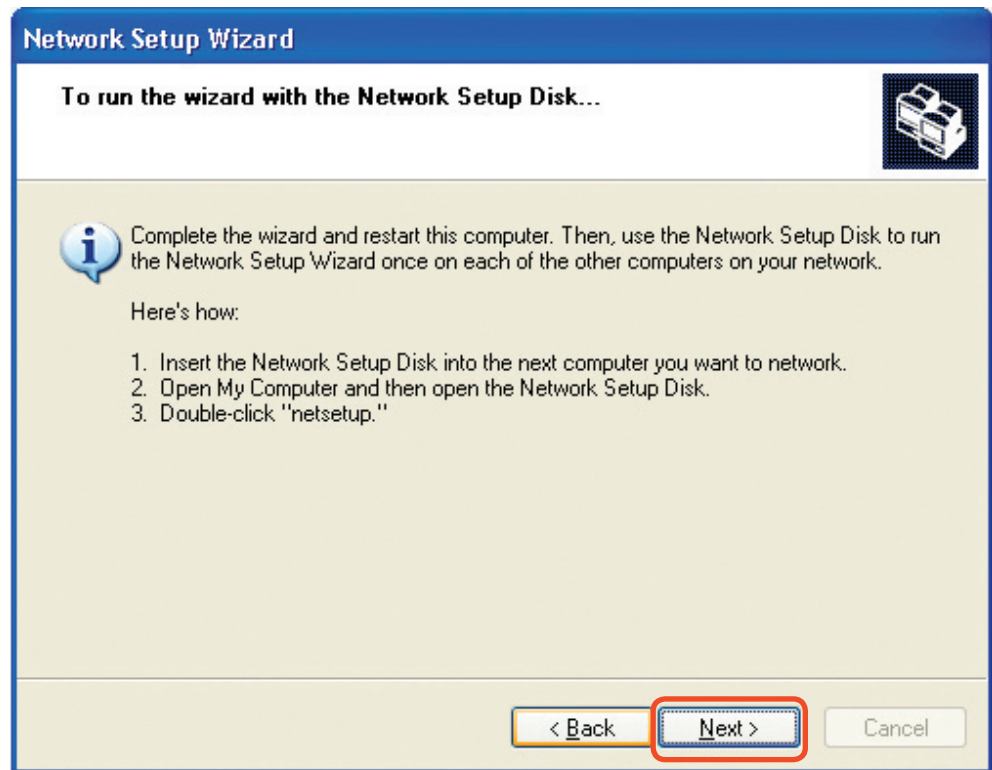 Network Setup Wizard
To run the wizard with the Network Setup Disk...
Complete the wizard and restart this computer. Then, use the Network Setup Disk to run
the Network Setup Wizard once on each of the other computers on your network.
Here's how:
1. Insert the Network Setup Disk into the next computer you want to network.
2. Open My Computer and then open the Network Setup Disk.
3. Double-click "netsetup."
< Back
Next >
Cancel